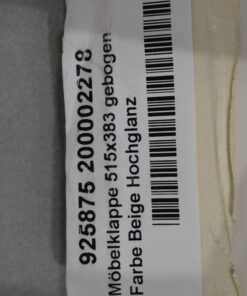 925875 200002278
Möbelklappe 515x383 gebogen
Farbe Beige Hochglanz